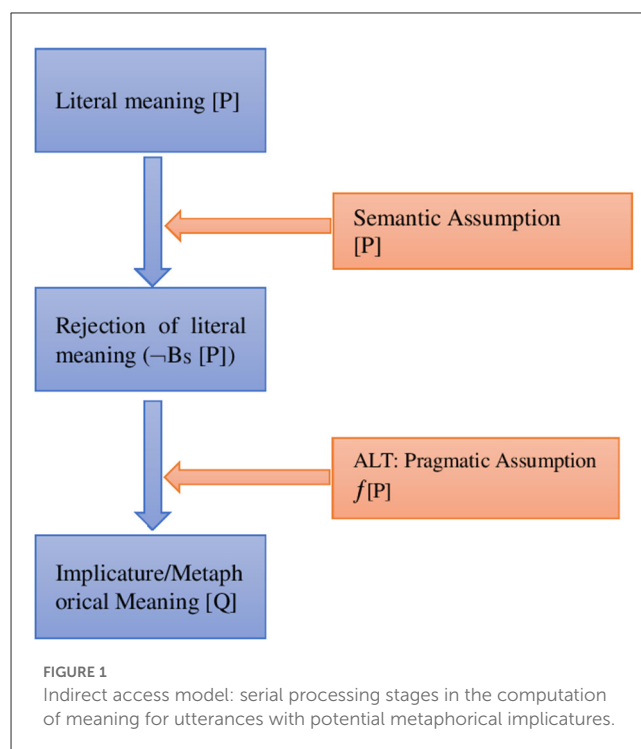 Literal meaning [P]
Semantic Assumption
[P]
Rejection of literal
meaning (¬Bs [P])
ALT: Pragmatic Assumption
f[P]
Implicature/Metaph
orical Meaning [Q]
FIGURE 1
Indirect access model: serial processing stages in the computation
of meaning for utterances with potential metaphorical implicatures.